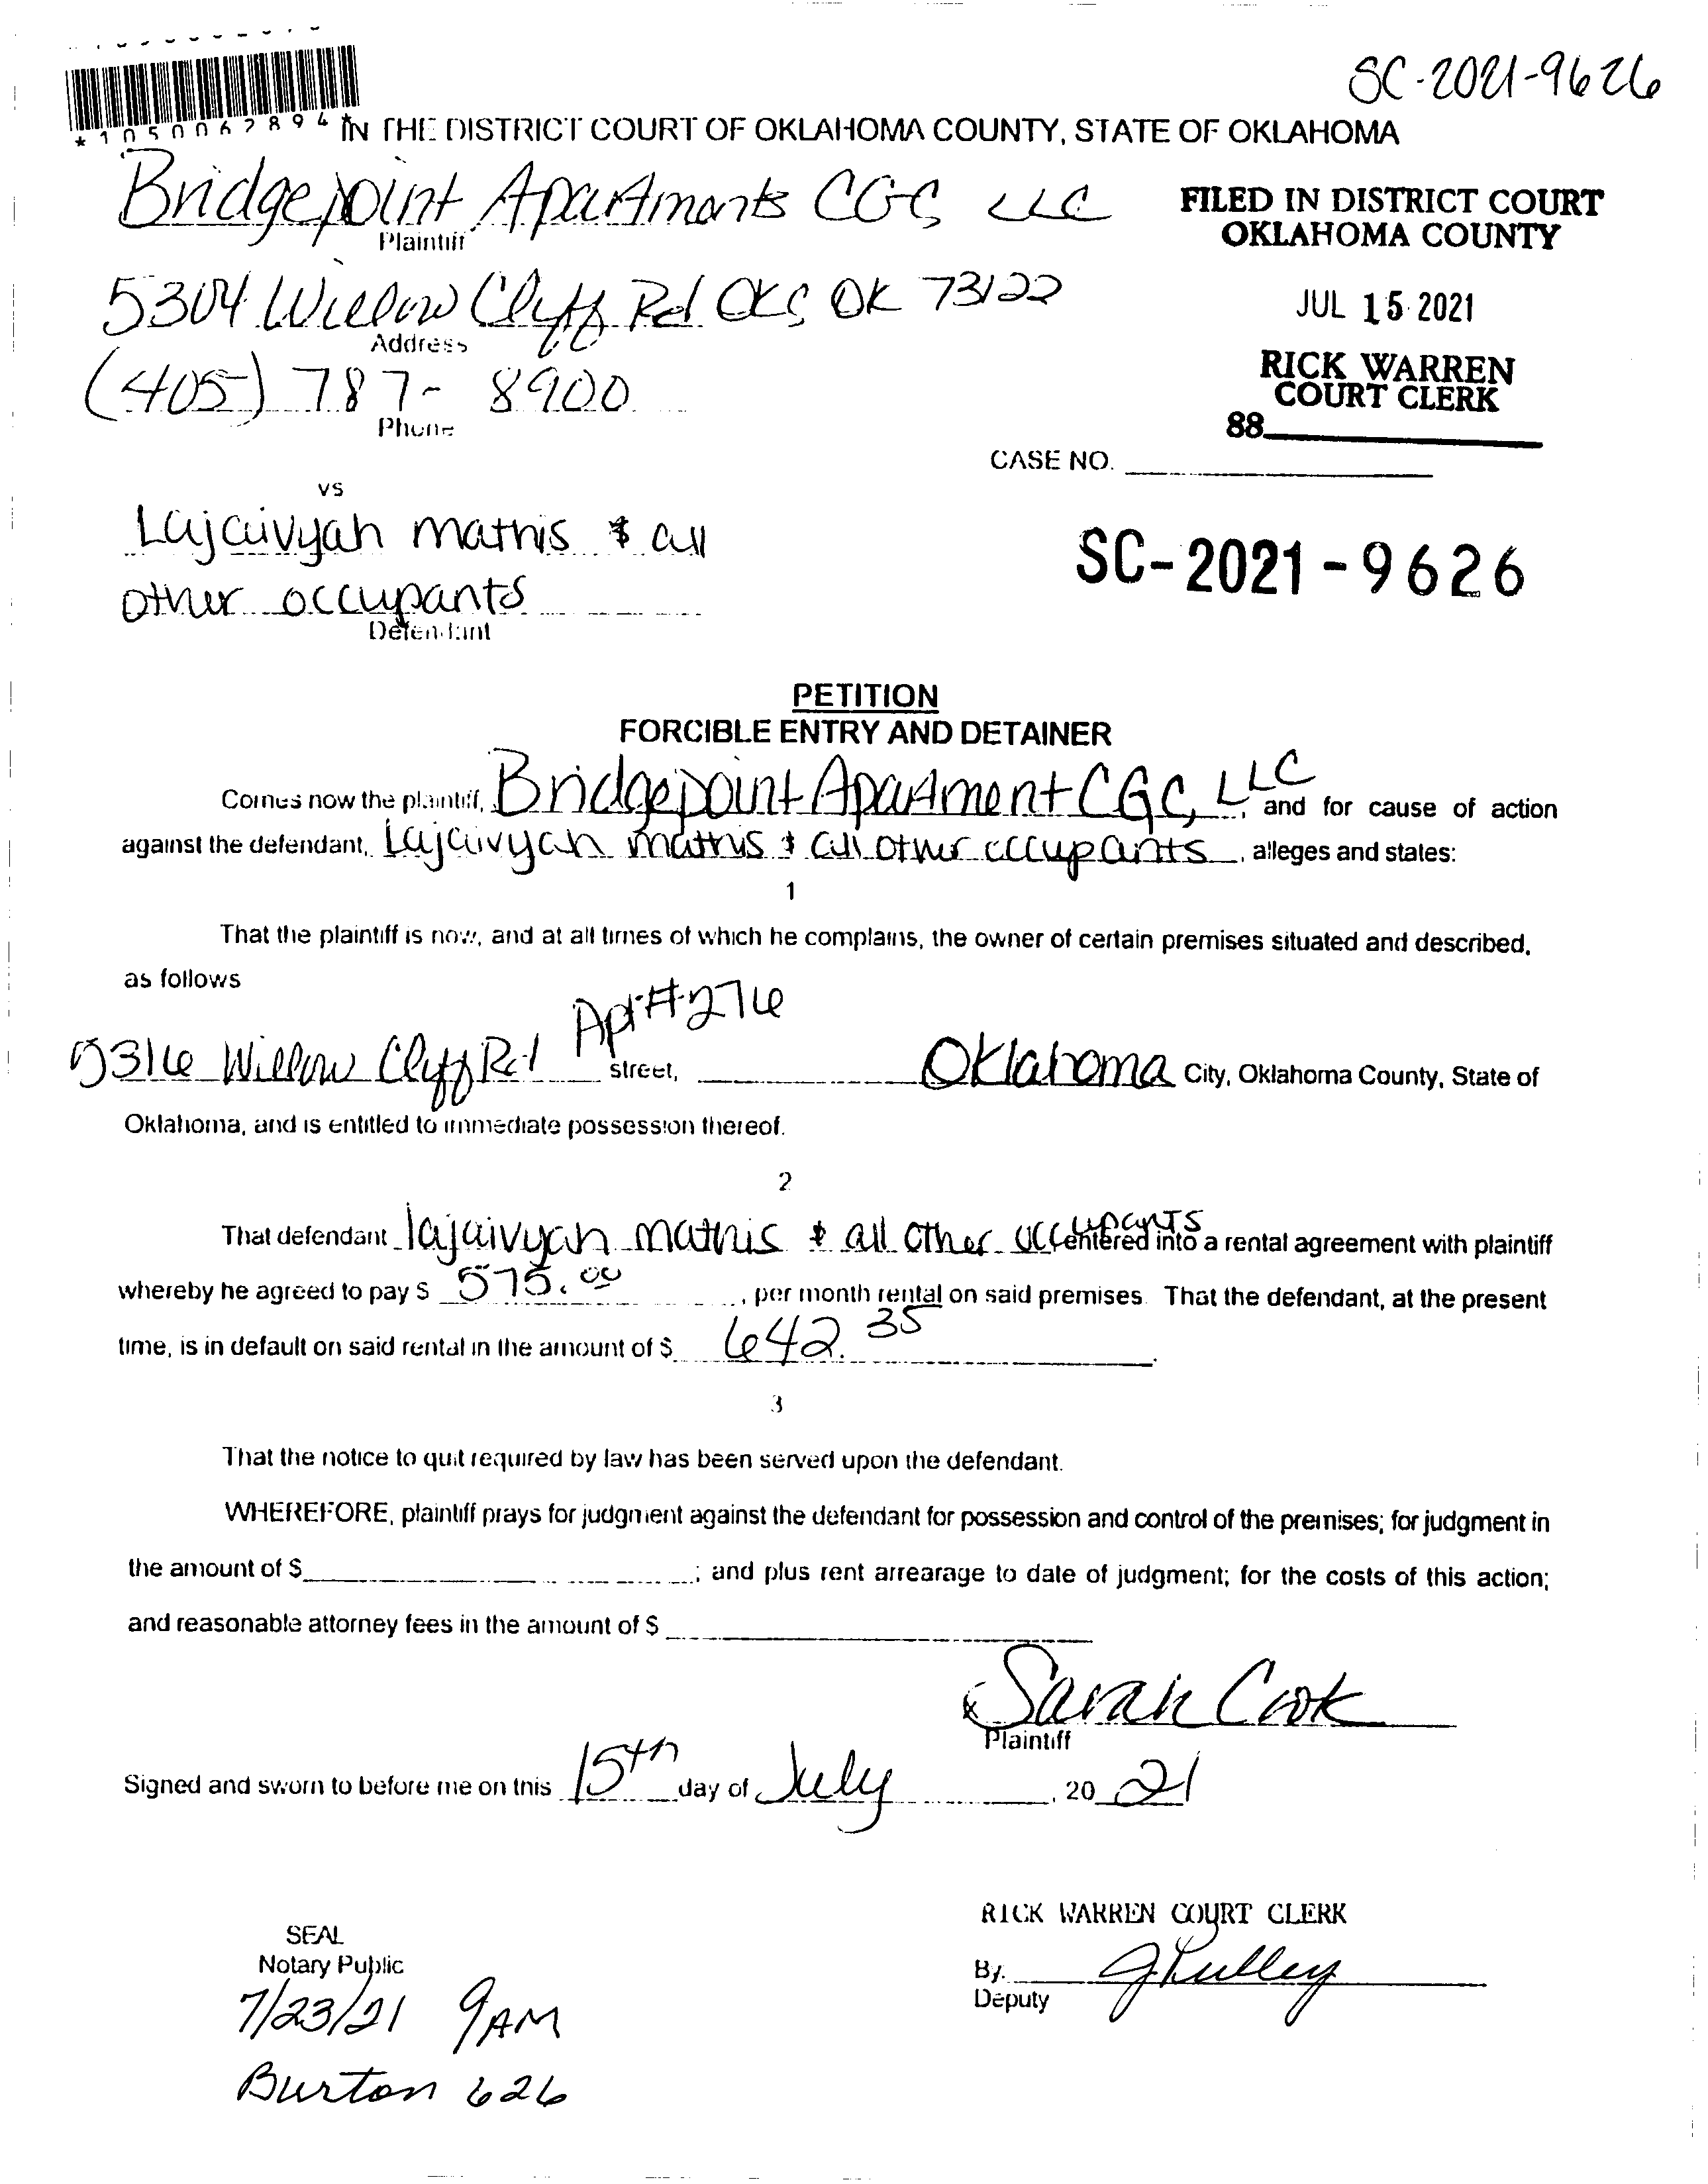 SC-2021-9626
*1050062894*
IN THE DISTRICT COURT OF OKLAHOMA COUNTY, STATE OF OKLAHOMA
Bridgepoint Apartments CGC, LLC
Plaintiff
FILED IN DISTRICT COURT
OKLAHOMA COUNTY
5304 Willow Cliff Rd OKC, OK 73122
Address
JUL 15 2021
(405) 787-8900
Phone
RICK WARREN
COURT CLERK
88
CASE NO.
vs
Lajaivyah mathis & all
other occupants
Defendant
SC-2021-9626
PETITION
FORCIBLE ENTRY AND DETAINER
Comes now the plaintiff, Bridgepoint Apartment CGC, LLC, and for cause of action
against the defendant, Lajaivyah mathis & all other occupants, alleges and states:
1
That the plaintiff is now, and at all times of which he complains, the owner of certain premises situated and described,
as follows
5316 Willow Cliff Rd Apt #276 street, Oklahoma City, Oklahoma County, State of
Oklahoma, and is entitled to immediate possession thereof.
2
That defendant lajaivyah mathis & all other occupants entered into a rental agreement with plaintiff
whereby he agreed to pay $ 575.00, per month rental on said premises. That the defendant, at the present
time, is in default on said rental in the amount of $ 642.35.
3
That the notice to quit required by law has been served upon the defendant.
WHEREFORE, plaintiff prays for judgment against the defendant for possession and control of the premises; for judgment in
the amount of $; and plus rent arrearage to date of judgment; for the costs of this action;
and reasonable attorney fees in the amount of $
x Sarah Cook
Plaintiff
Signed and sworn to before me on this 15th day of July, 20 21
RICK WARREN COURT CLERK
SEAL
Notary Public
By
Deputy
7/23/21 9AM
Burton 626